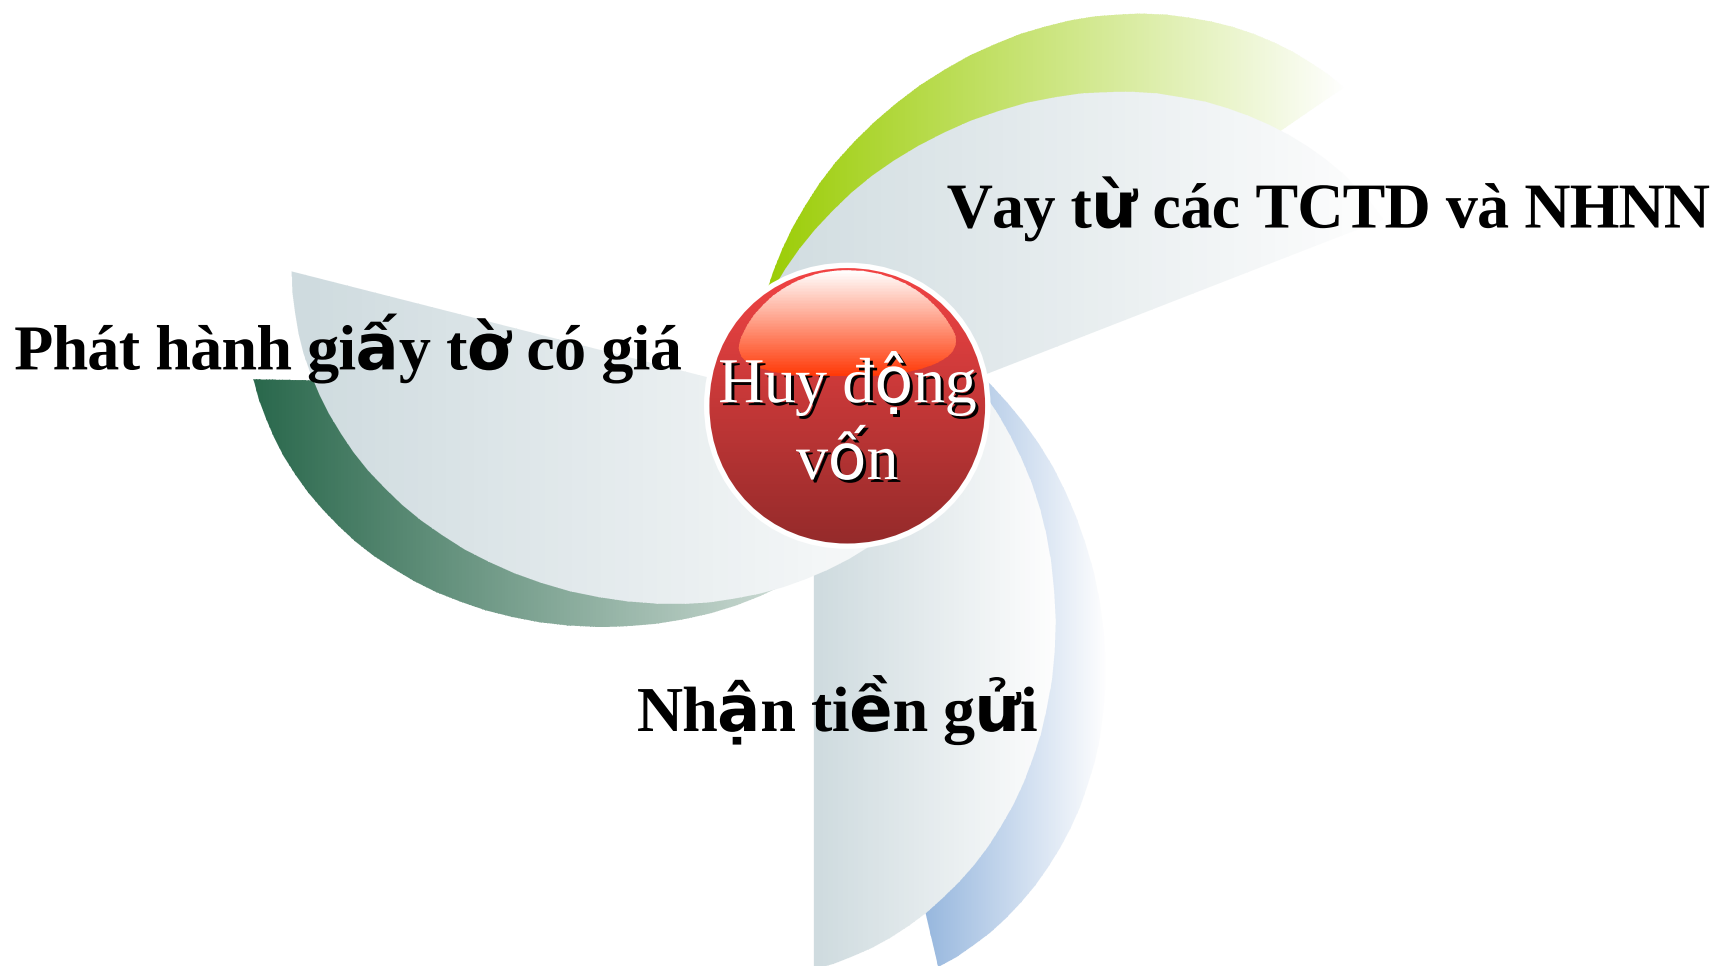 Vay từ các TCTD và NHNN
Phát hành giấy tờ có giá
Huy động
vốn
Nhận tiền gửi